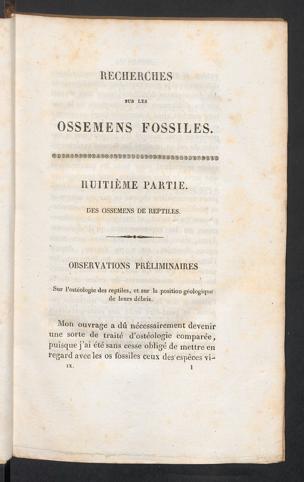 RECHERCHES
SUR LES
OSSEMENS FOSSILES.
HUITIÈME PARTIE.
DES OSSEMENS DE REPTILES.
OBSERVATIONS PRÉLIMINAIRES
Sur l'ostéologie des reptiles, et sur la position géologique
de leurs débris.
Mon ouvrage a dû nécessairement devenir
une sorte de traité d'ostéologie comparée,
puisque j'ai été sans cesse obligé de mettre en
regard avec les os fossiles ceux des espèces vi-
IX. 1